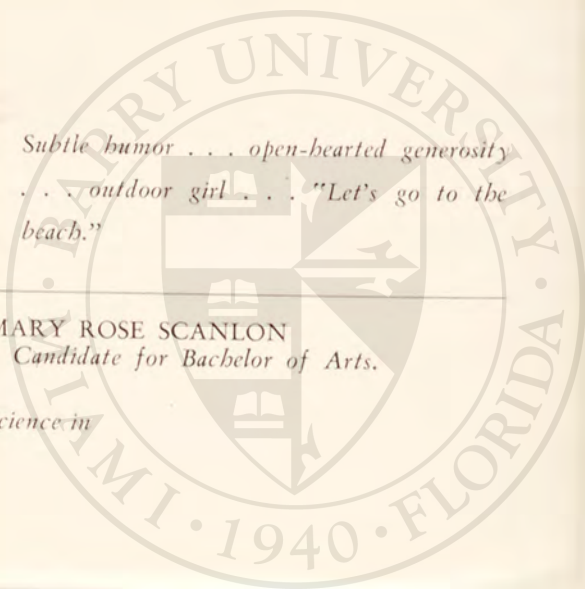 Subtle humor . . . open-hearted generosity
. . . outdoor girl . . . "Let's go to the
beach."
MARY ROSE SCANLON
Candidate for Bachelor of Arts.
cience in
BARRY UNIVERSITY
MIAMI · 1940 · FLORIDA